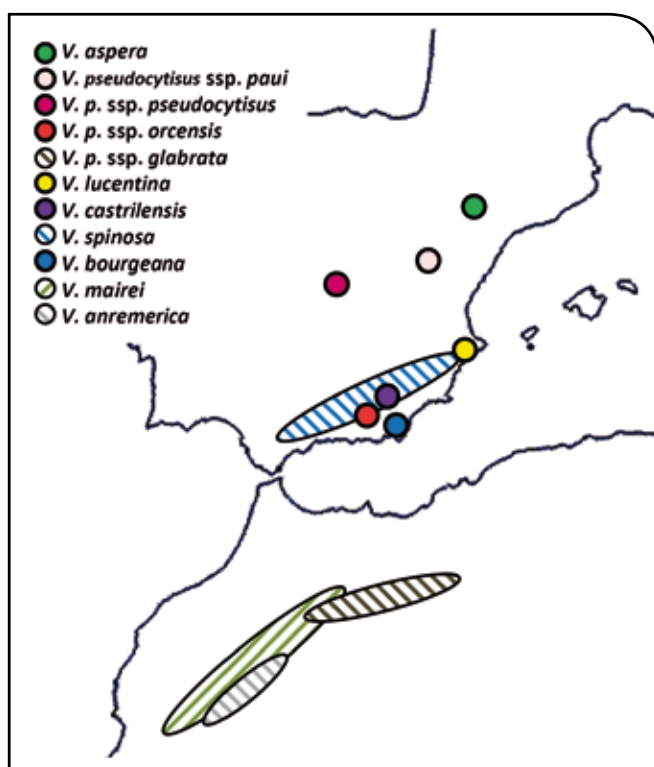 V. aspera
V. pseudocytisus ssp. paui
V. p. ssp. pseudocytisus
V. p. ssp. orcensis
V. p. ssp. glabrata
V. lucentina
V. castrilensis
V. spinosa
V. bourgeana
V. mairei
V. anremerica